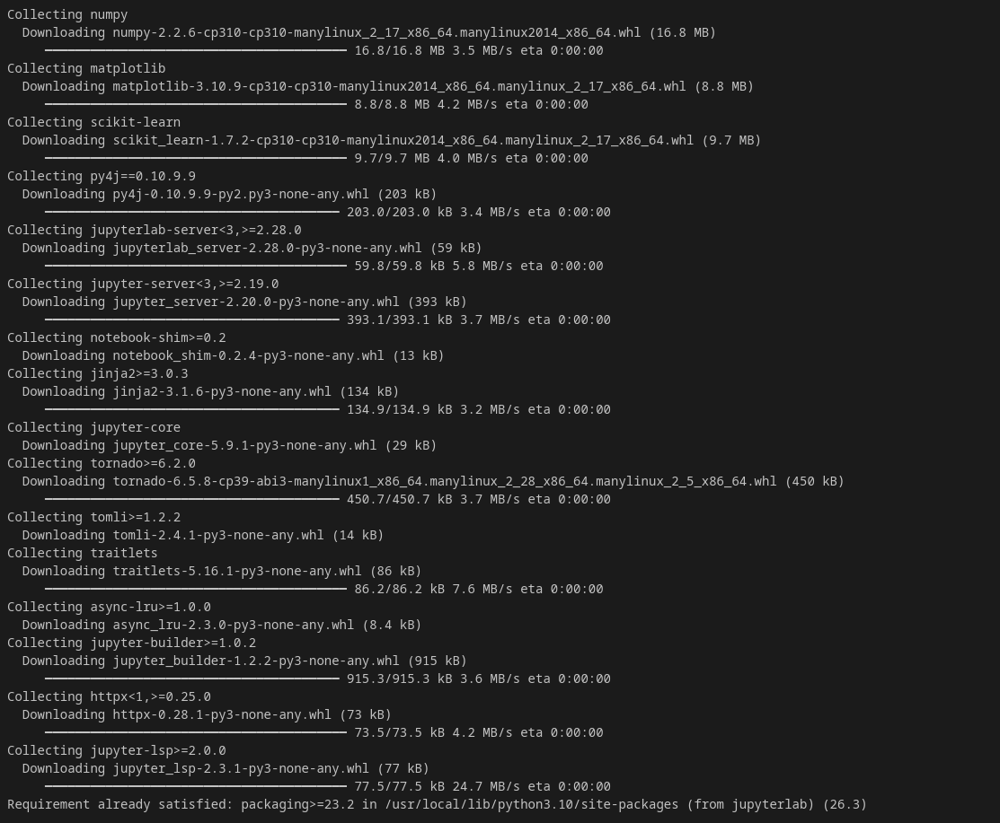 Collecting numpy
Downloading numpy-2.2.6-cp310-cp310-manylinux_2_17_x86_64.manylinux2014_x86_64.whl (16.8 MB)
16.8/16.8 MB 3.5 MB/s eta 0:00:00
Collecting matplotlib
Downloading matplotlib-3.10.9-cp310-cp310-manylinux2014_x86_64.manylinux_2_17_x86_64.whl (8.8 MB)
8.8/8.8 MB 4.2 MB/s eta 0:00:00
Collecting scikit-learn
Downloading scikit_learn-1.7.2-cp310-cp310-manylinux2014_x86_64.manylinux_2_17_x86_64.whl (9.7 MB)
9.7/9.7 MB 4.0 MB/s eta 0:00:00
Collecting py4j==0.10.9.9
Downloading py4j-0.10.9.9-py2.py3-none-any.whl (203 kB)
203.0/203.0 kB 3.4 MB/s eta 0:00:00
Collecting jupyterlab-server<3,>=2.28.0
Downloading jupyterlab_server-2.28.0-py3-none-any.whl (59 kB)
59.8/59.8 kB 5.8 MB/s eta 0:00:00
Collecting jupyter-server<3,>=2.19.0
Downloading jupyter_server-2.20.0-py3-none-any.whl (393 kB)
393.1/393.1 kB 3.7 MB/s eta 0:00:00
Collecting notebook-shim>=0.2
Downloading notebook_shim-0.2.4-py3-none-any.whl (13 kB)
Collecting jinja2>=3.0.3
Downloading jinja2-3.1.6-py3-none-any.whl (134 kB)
134.9/134.9 kB 3.2 MB/s eta 0:00:00
Collecting jupyter-core
Downloading jupyter_core-5.9.1-py3-none-any.whl (29 kB)
Collecting tornado>=6.2.0
Downloading tornado-6.5.8-cp39-abi3-manylinux1_x86_64.manylinux_2_28_x86_64.manylinux_2_5_x86_64.whl (450 kB)
450.7/450.7 kB 3.7 MB/s eta 0:00:00
Collecting tomli>=1.2.2
Downloading tomli-2.4.1-py3-none-any.whl (14 kB)
Collecting traitlets
Downloading traitlets-5.16.1-py3-none-any.whl (86 kB)
86.2/86.2 kB 7.6 MB/s eta 0:00:00
Collecting async-lru>=1.0.0
Downloading async_lru-2.3.0-py3-none-any.whl (8.4 kB)
Collecting jupyter-builder>=1.0.2
Downloading jupyter_builder-1.2.2-py3-none-any.whl (915 kB)
915.3/915.3 kB 3.6 MB/s eta 0:00:00
Collecting httpx<1,>=0.25.0
Downloading httpx-0.28.1-py3-none-any.whl (73 kB)
73.5/73.5 kB 4.2 MB/s eta 0:00:00
Collecting jupyter-lsp>=2.0.0
Downloading jupyter_lsp-2.3.1-py3-none-any.whl (77 kB)
77.5/77.5 kB 24.7 MB/s eta 0:00:00
Requirement already satisfied: packaging>=23.2 in /usr/local/lib/python3.10/site-packages (from jupyterlab) (26.3)